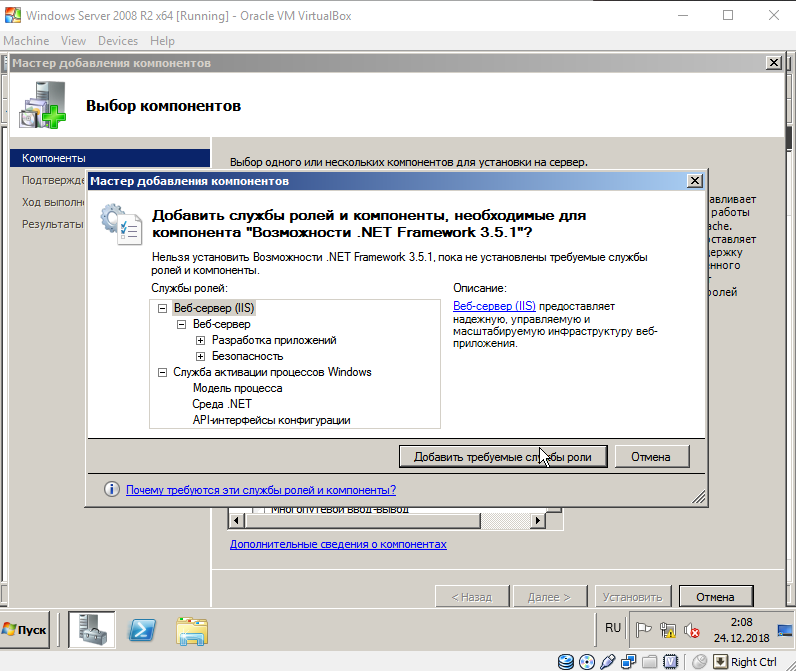 Windows Server 2008 R2 x64 [Running] - Oracle VM VirtualBox
Machine View Devices Help
Мастер добавления компонентов
Выбор компонентов
Компоненты
Подтвержде
Ход выполн
Результаты
Выбор одного или нескольких компонентов для установки на сервер.
Мастер добавления компонентов
Добавить службы ролей и компоненты, необходимые для
компонента "Возможности .NET Framework 3.5.1"?
Нельзя установить Возможности .NET Framework 3.5.1, пока не установлены требуемые службы
ролей и компоненты.
Службы ролей:
Веб-сервер (IIS)
Веб-сервер
Разработка приложений
Безопасность
Служба активации процессов Windows
Модель процесса
Среда .NET
API-интерфейсы конфигурации
Описание:
Веб-сервер (IIS) предоставляет
надежную, управляемую и
масштабируемую инфраструктуру веб-
приложения.
авливает
работы
ache.
оставляет
держку
енного
олей
Добавить требуемые службы роли
Отмена
Почему требуются эти службы ролей и компоненты?
Многопутевой ввод-вывод
Дополнительные сведения о компонентах
< Назад
Далее >
Установить
Отмена
Пуск
RU
2:08
24.12.2018
Right Ctrl